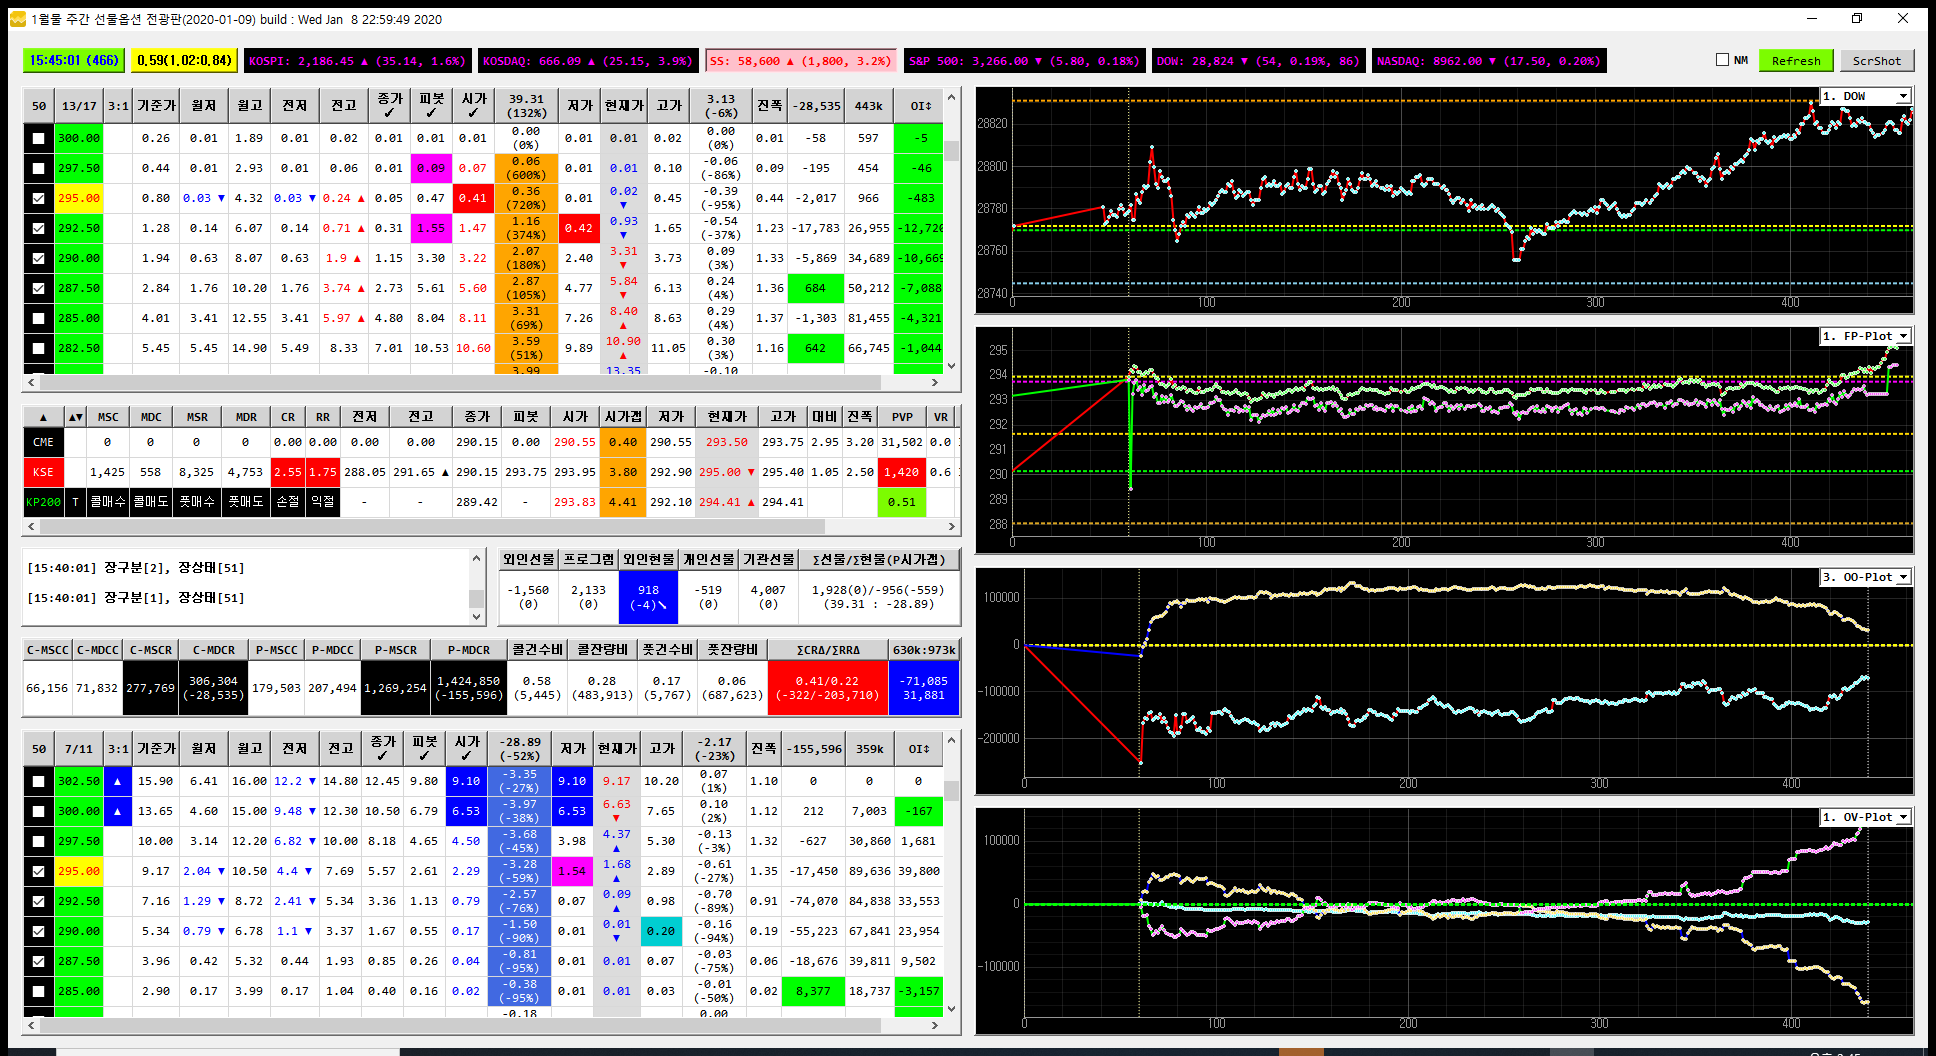 1월물 주간 선물옵션 전광판(2020-01-09) build : Wed Jan  8 22:59:49 2020
15:45:01 (466) 0.59(1.02:0.84) KOSPI: 2,186.45 ▲ (35.14, 1.6%) KOSDAQ: 666.09 ▲ (25.15, 3.9%) SS: 58,600 ▲ (1,800, 3.2%) S&P 500: 3,266.00 ▼ (5.80, 0.18%) DOW: 28,824 ▼ (54, 0.19%, 86) NASDAQ: 8962.00 ▼ (17.50, 0.20%) NM Refresh ScrShot
50 13/17 3:1 기준가 월저 월고 전저 전고 종가 ✓ 피봇 ✓ 시가 ✓ 39.31 (132%) 저가 현재가 고가 3.13 (-6%) 진폭 -28,535 443k OI↕
300.00 0.26 0.01 1.89 0.01 0.02 0.01 0.01 0.01 0.00 (0%) 0.01 0.01 0.02 0.00 (0%) 0.01 -58 597 -5
297.50 0.44 0.01 2.93 0.01 0.06 0.01 0.09 0.07 0.06 (600%) 0.01 0.01 0.10 -0.06 (-86%) 0.09 -195 454 -46
295.00 0.80 0.03 ▼ 4.32 0.03 ▼ 0.24 ▲ 0.05 0.47 0.41 0.36 (720%) 0.01 0.02 ▼ 0.45 -0.39 (-95%) 0.44 -2,017 966 -483
292.50 1.28 0.14 6.07 0.14 0.71 ▲ 0.31 1.55 1.47 1.16 (374%) 0.42 0.93 ▼ 1.65 -0.54 (-37%) 1.23 -17,783 26,955 -12,720
290.00 1.94 0.63 8.07 0.63 1.9 ▲ 1.15 3.30 3.22 2.07 (180%) 2.40 3.31 ▼ 3.73 0.09 (3%) 1.33 -5,869 34,689 -10,669
287.50 2.84 1.76 10.20 1.76 3.74 ▲ 2.73 5.61 5.60 2.87 (105%) 4.77 5.84 ▼ 6.13 0.24 (4%) 1.36 684 50,212 -7,088
285.00 4.01 3.41 12.55 3.41 5.97 ▲ 4.80 8.04 8.11 3.31 (69%) 7.26 8.40 ▲ 8.63 0.29 (4%) 1.37 -1,303 81,455 -4,321
282.50 5.45 5.45 14.90 5.49 8.33 7.01 10.53 10.60 3.59 (51%) 9.89 10.90 ▲ 11.05 0.30 (3%) 1.16 642 66,745 -1,044
3.99 13.35 -0.10
▲ ▲▼ MSC MDC MSR MDR CR RR 전저 전고 종가 피봇 시가 시가갭 저가 현재가 고가 대비 진폭 PVP VR
CME 0 0 0 0 0.00 0.00 0.00 0.00 290.15 0.00 290.55 0.40 290.55 293.50 293.75 2.95 3.20 31,502 0.0
KSE 1,425 558 8,325 4,753 2.55 1.75 288.05 291.65 ▲ 290.15 293.75 293.95 3.80 292.90 295.00 ▼ 295.40 1.05 2.50 1,420 0.6
KP200 T 콜매수 콜매도 풋매수 풋매도 손절 익절 - - 289.42 - 293.83 4.41 292.10 294.41 ▲ 294.41 0.51
[15:40:01] 장구분[2], 장상태[51]
[15:40:01] 장구분[1], 장상태[51]
외인선물 프로그램 외인현물 개인선물 기관선물 Σ선물/Σ현물(P시가갭)
-1,560 (0) 2,133 (0) 918 (-4)↘ -519 (0) 4,007 (0) 1,928(0)/-956(-559) (39.31 : -28.89)
C-MSCC C-MDCC C-MSCR C-MDCR P-MSCC P-MDCC P-MSCR P-MDCR 콜건수비 콜잔량비 풋건수비 풋잔량비 ΣCRΔ/ΣRRΔ 630k:973k
66,156 71,832 277,769 306,304 (-28,535) 179,503 207,494 1,269,254 1,424,850 (-155,596) 0.58 (5,445) 0.28 (483,913) 0.17 (5,767) 0.06 (687,623) 0.41/0.22 (-322/-203,710) -71,085 31,881
50 7/11 3:1 기준가 월저 월고 전저 전고 종가 ✓ 피봇 ✓ 시가 ✓ -28.89 (-52%) 저가 현재가 고가 -2.17 (-23%) 진폭 -155,596 359k OI↕
302.50 ▲ 15.90 6.41 16.00 12.2 ▼ 14.80 12.45 9.80 9.10 -3.35 (-27%) 9.10 9.17 10.20 0.07 (1%) 1.10 0 0 0
300.00 ▲ 13.65 4.60 15.00 9.48 ▼ 12.30 10.50 6.79 6.53 -3.97 (-38%) 6.53 6.63 ▼ 7.65 0.10 (2%) 1.12 212 7,003 -167
297.50 10.00 3.14 12.20 6.82 ▼ 10.00 8.18 4.65 4.50 -3.68 (-45%) 3.98 4.37 ▲ 5.30 -0.13 (-3%) 1.32 -627 30,860 1,681
295.00 9.17 2.04 ▼ 10.50 4.4 ▼ 7.69 5.57 2.61 2.29 -3.28 (-59%) 1.54 1.68 ▲ 2.89 -0.61 (-27%) 1.35 -17,450 89,636 39,800
292.50 7.16 1.29 ▼ 8.72 2.41 ▼ 5.34 3.36 1.13 0.79 -2.57 (-76%) 0.07 0.09 ▲ 0.98 -0.70 (-89%) 0.91 -74,070 84,838 33,553
290.00 5.34 0.79 ▼ 6.78 1.1 ▼ 3.37 1.67 0.55 0.17 -1.50 (-90%) 0.01 0.01 ▼ 0.20 -0.16 (-94%) 0.19 -55,223 67,841 23,954
287.50 3.96 0.42 5.32 0.44 1.93 0.85 0.26 0.04 -0.81 (-95%) 0.01 0.01 0.07 -0.03 (-75%) 0.06 -18,676 39,811 9,502
285.00 2.90 0.17 3.99 0.17 1.04 0.40 0.16 0.02 -0.38 (-95%) 0.01 0.01 0.03 -0.01 (-50%) 0.02 8,377 18,737 -3,157
-0.18 0.00
1. DOW
28820
28800
28780
28760
28740
0 100 200 300 400
1. FP-Plot
295
294
293
292
291
290
289
288
0 100 200 300 400
3. OO-Plot
100000
0
-100000
-200000
0 100 200 300 400
1. OV-Plot
100000
0
-100000
0 100 200 300 400